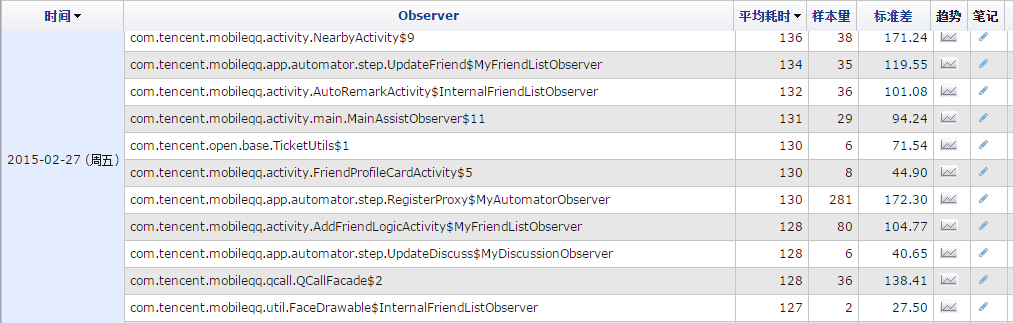 时间 Observer 平均耗时 样本量 标准差 趋势 笔记
com.tencent.mobileqq.activity.NearbyActivity$9 136 38 171.24
com.tencent.mobileqq.app.automator.step.UpdateFriend$MyFriendListObserver 134 35 119.55
com.tencent.mobileqq.activity.AutoRemarkActivity$InternalFriendListObserver 132 36 101.08
com.tencent.mobileqq.activity.main.MainAssistObserver$11 131 29 94.24
com.tencent.open.base.TicketUtils$1 130 6 71.54
2015-02-27 (周五)
com.tencent.mobileqq.activity.FriendProfileCardActivity$5 130 8 44.90
com.tencent.mobileqq.app.automator.step.RegisterProxy$MyAutomatorObserver 130 281 172.30
com.tencent.mobileqq.activity.AddFriendLogicActivity$MyFriendListObserver 128 80 104.77
com.tencent.mobileqq.app.automator.step.UpdateDiscuss$MyDiscussionObserver 128 6 40.65
com.tencent.mobileqq.qcall.QCallFacade$2 128 36 138.41
com.tencent.mobileqq.util.FaceDrawable$InternalFriendListObserver 127 2 27.50